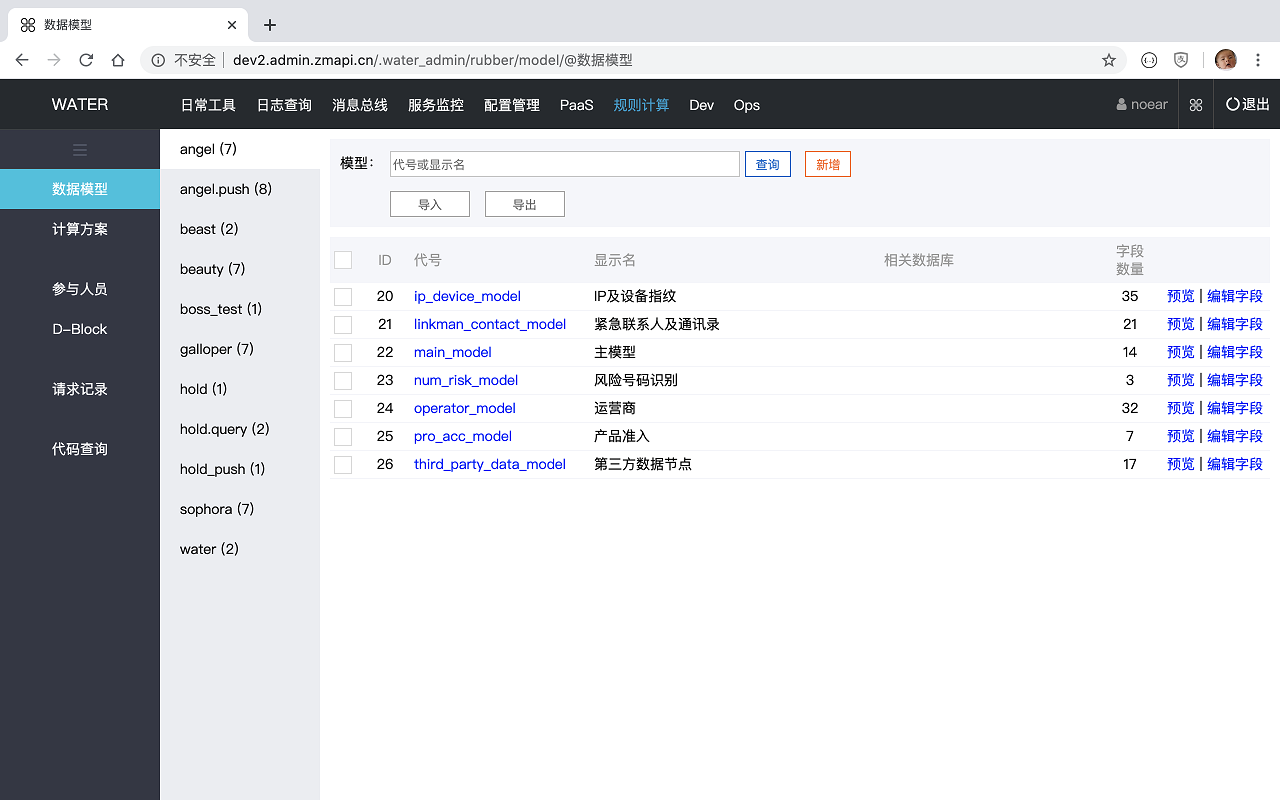 数据模型
不安全 dev2.admin.zmapi.cn/.water_admin/rubber/model/@数据模型
WATER 日常工具 日志查询 消息总线 服务监控 配置管理 PaaS 规则计算 Dev Ops noear 退出
数据模型
计算方案
参与人员
D-Block
请求记录
代码查询
angel (7)
angel.push (8)
beast (2)
beauty (7)
boss_test (1)
galloper (7)
hold (1)
hold.query (2)
hold_push (1)
sophora (7)
water (2)
模型： 代号或显示名 查询 新增
导入 导出
ID 代号 显示名 相关数据库 字段数量
20 ip_device_model IP及设备指纹 35 预览 | 编辑字段
21 linkman_contact_model 紧急联系人及通讯录 21 预览 | 编辑字段
22 main_model 主模型 14 预览 | 编辑字段
23 num_risk_model 风险号码识别 3 预览 | 编辑字段
24 operator_model 运营商 32 预览 | 编辑字段
25 pro_acc_model 产品准入 7 预览 | 编辑字段
26 third_party_data_model 第三方数据节点 17 预览 | 编辑字段